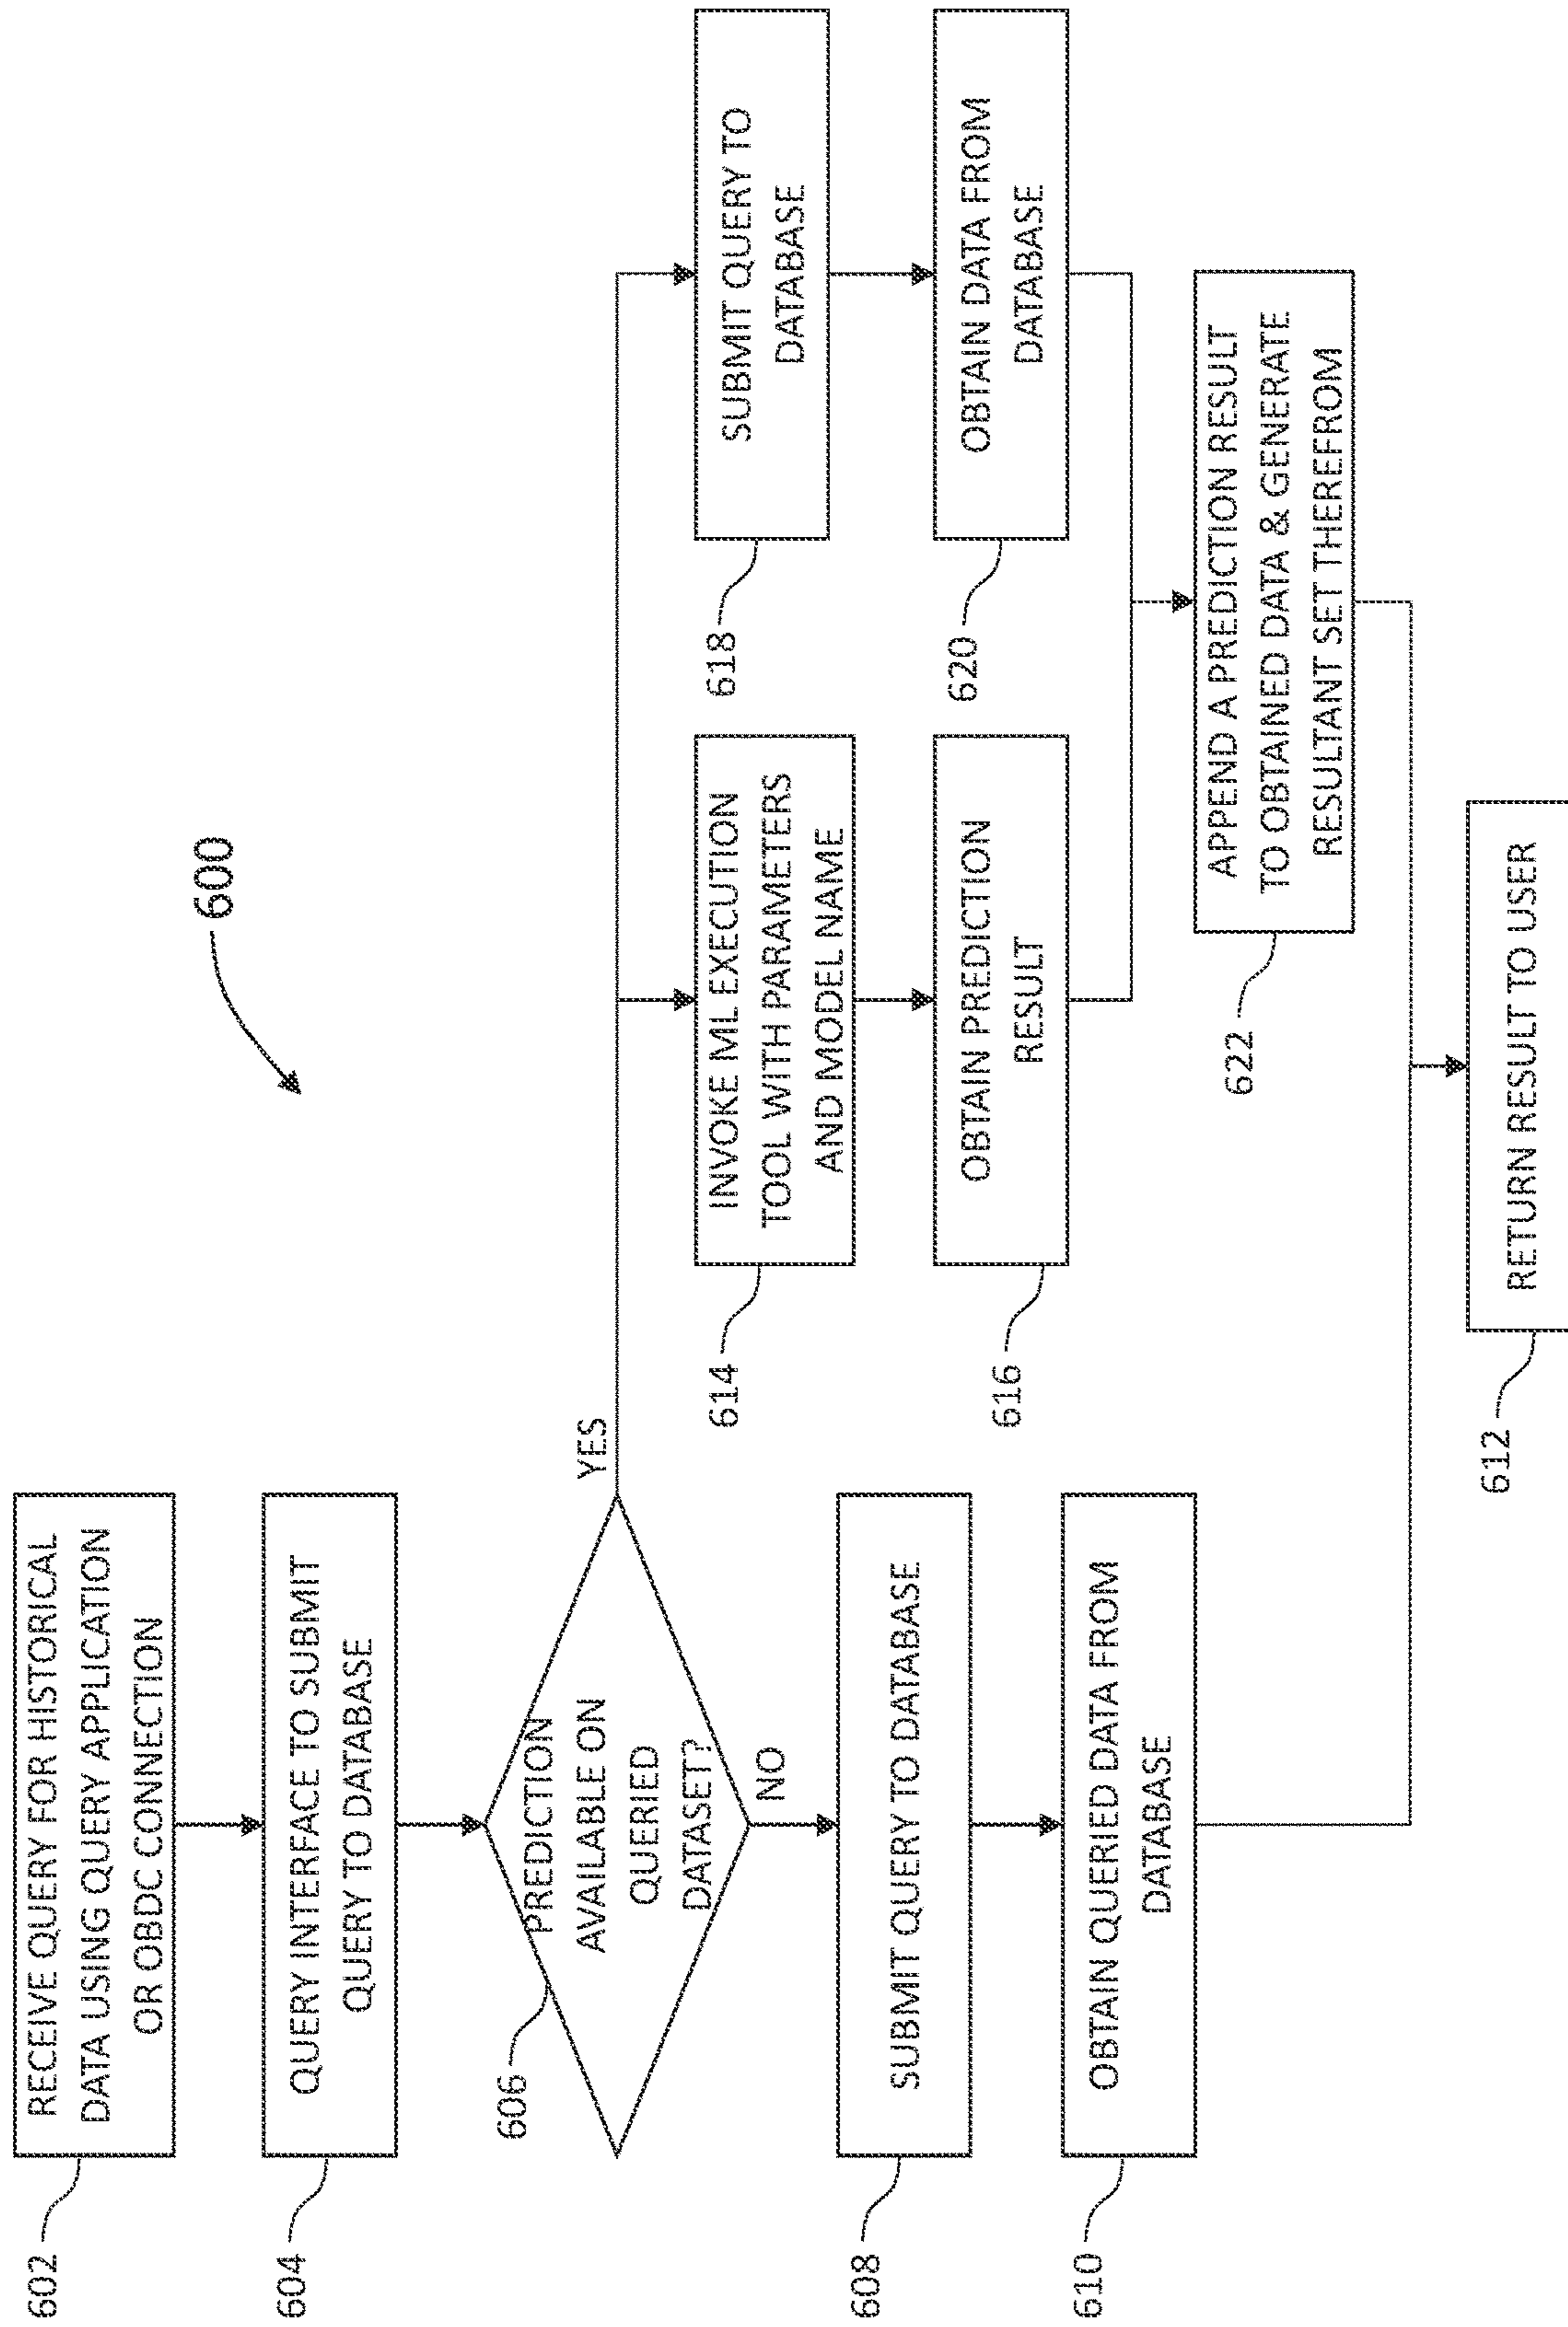 600
602
RECEIVE QUERY FOR HISTORICAL
DATA USING QUERY APPLICATION
OR OBDC CONNECTION
604
QUERY INTERFACE TO SUBMIT
QUERY TO DATABASE
606
PREDICTION
AVAILABLE ON
QUERIED
DATASET?
YES
NO
608
SUBMIT QUERY TO DATABASE
610
OBTAIN QUERIED DATA FROM
DATABASE
614
INVOKE ML EXECUTION
TOOL WITH PARAMETERS
AND MODEL NAME
616
OBTAIN PREDICTION
RESULT
618
SUBMIT QUERY TO
DATABASE
620
OBTAIN DATA FROM
DATABASE
622
APPEND A PREDICTION RESULT
TO OBTAINED DATA & GENERATE
RESULTANT SET THEREFROM
612
RETURN RESULT TO USER